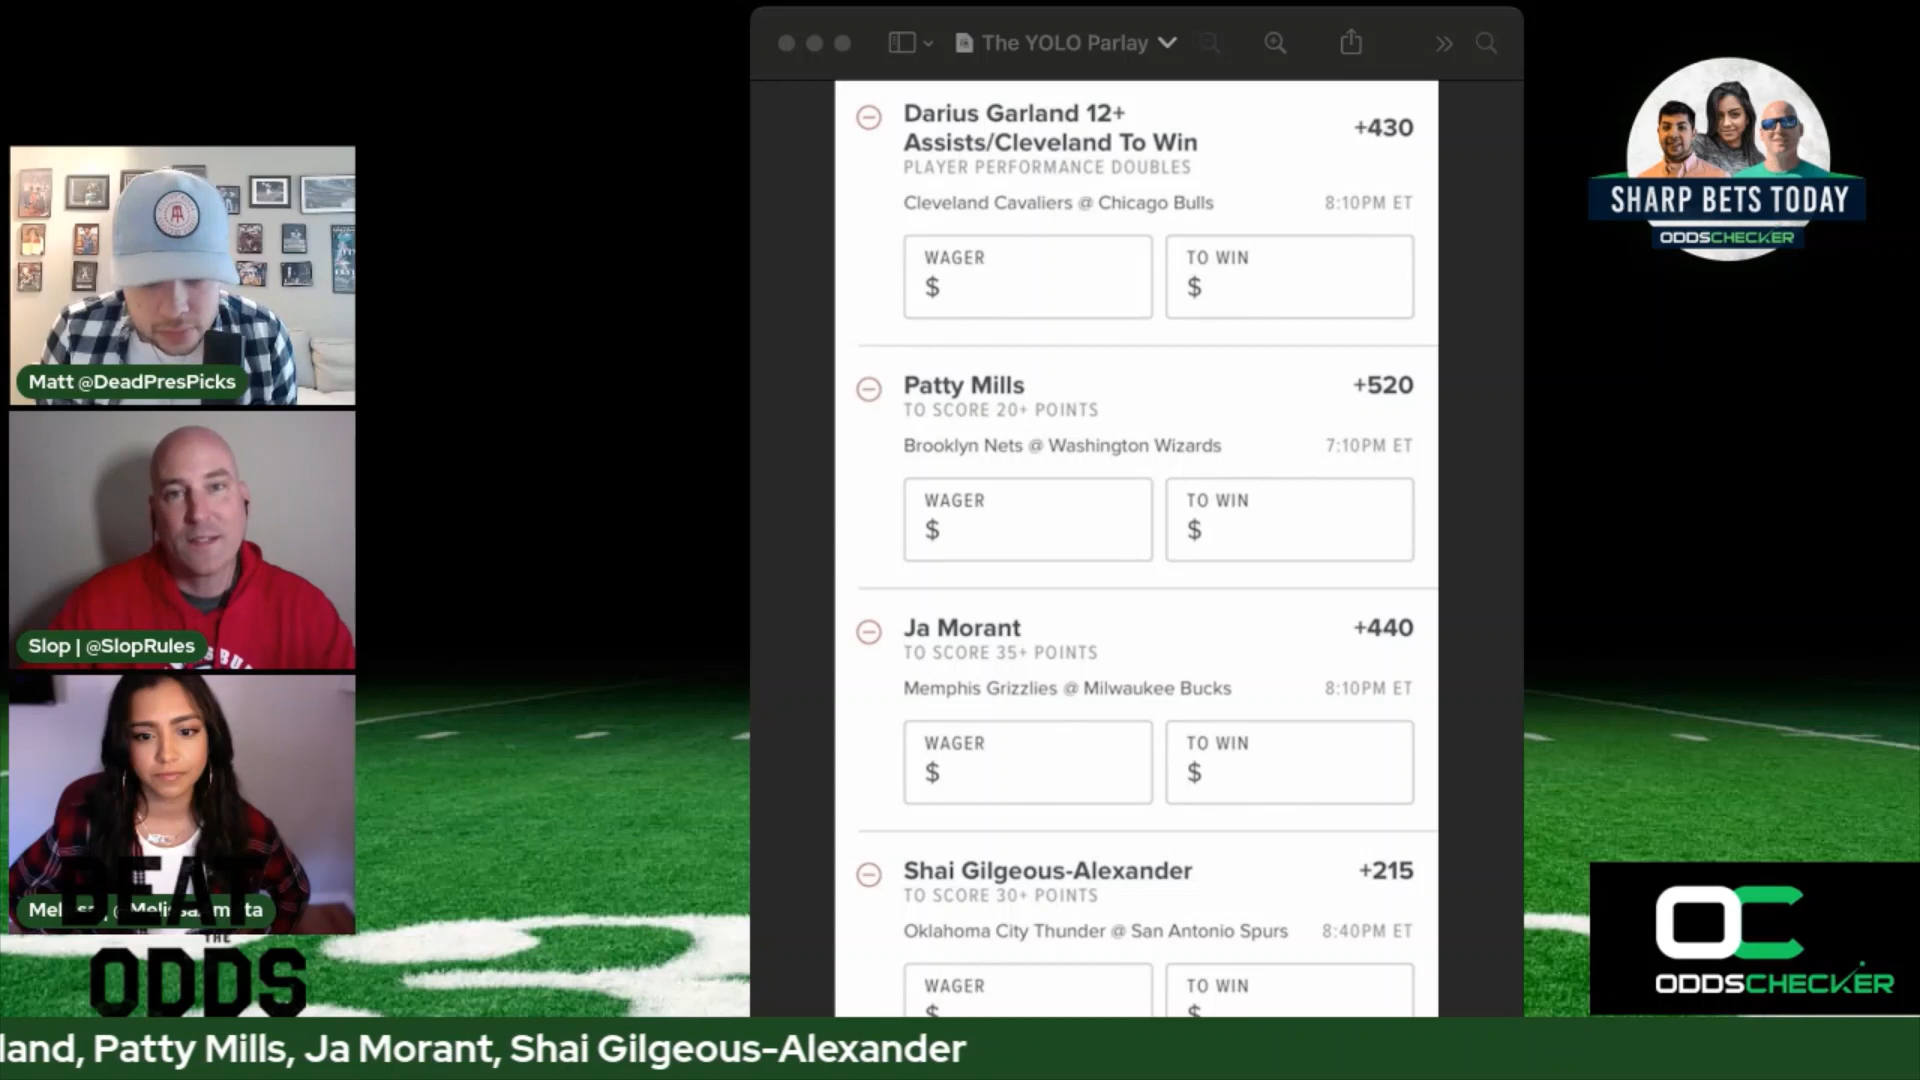 The YOLO Parlay
Darius Garland 12+
Assists/Cleveland To Win
+430
PLAYER PERFORMANCE DOUBLES
Cleveland Cavaliers @ Chicago Bulls
8:10PM ET
WAGER
$
TO WIN
$
Patty Mills
+520
TO SCORE 20+ POINTS
Brooklyn Nets @ Washington Wizards
7:10PM ET
WAGER
$
TO WIN
$
Ja Morant
+440
TO SCORE 35+ POINTS
Memphis Grizzlies @ Milwaukee Bucks
8:10PM ET
WAGER
$
TO WIN
$
Shai Gilgeous-Alexander
+215
TO SCORE 30+ POINTS
Oklahoma City Thunder @ San Antonio Spurs
8:40PM ET
WAGER
$
TO WIN
$
Matt @DeadPresPicks
Slop | @SlopRules
BEAT
THE
ODDS
SHARP BETS TODAY
ODDSCHECKER
OC
ODDSCHECKER
land, Patty Mills, Ja Morant, Shai Gilgeous-Alexander